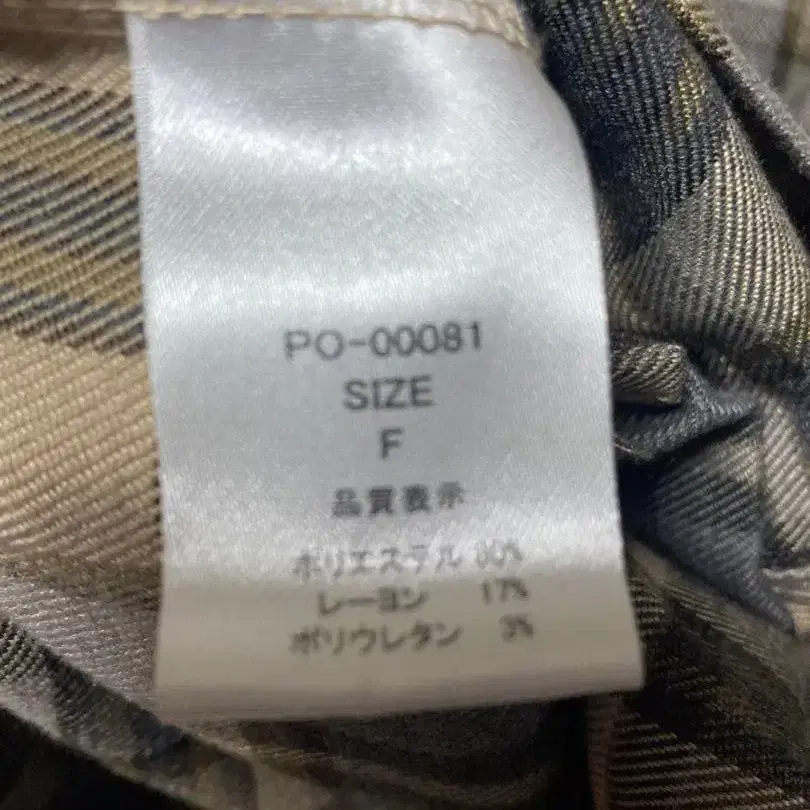 PO-00081
SIZE
F
品質表示
ポリエステル 80%
レーヨン 17%
ポリウレタン 3%